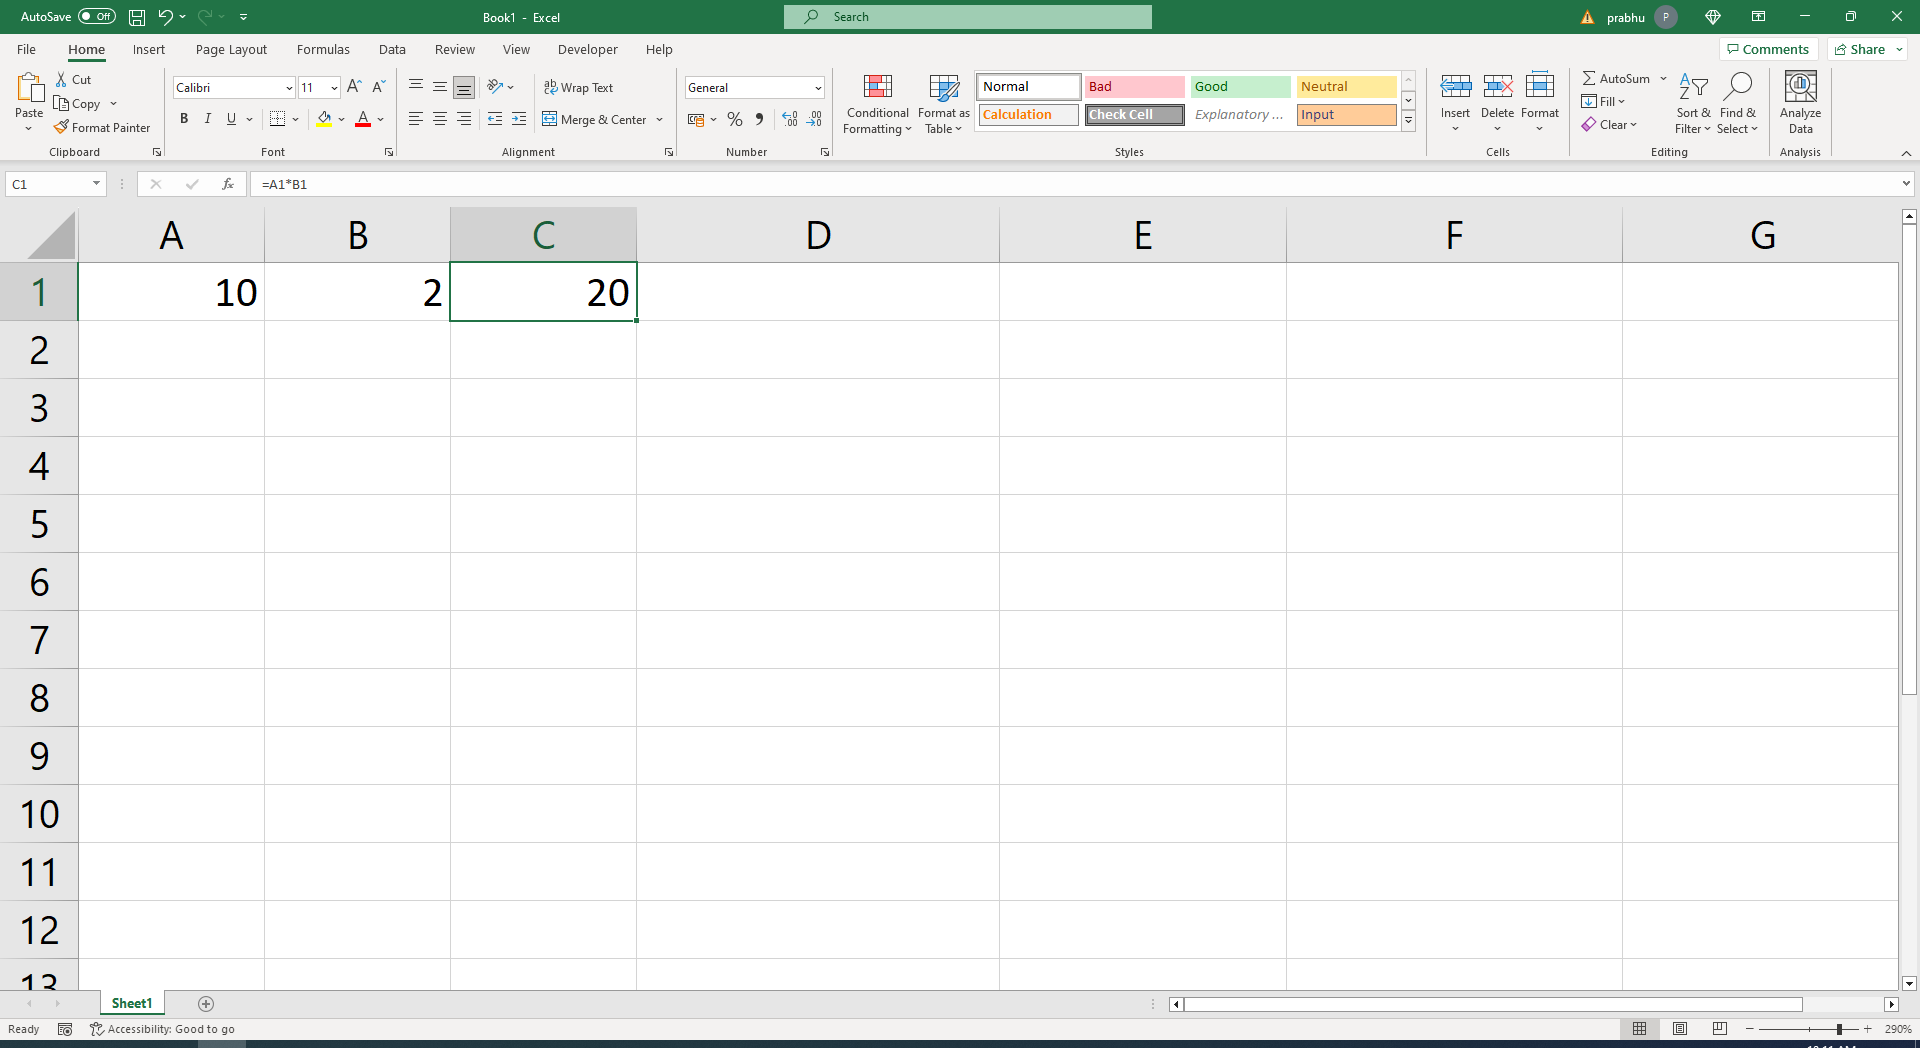 AutoSave Off Book1 - Excel Search prabhu P
File Home Insert Page Layout Formulas Data Review View Developer Help Comments Share
Paste Cut Copy Format Painter Clipboard
Calibri 11 A A B I U A Font
ab Wrap Text Merge & Center Alignment
General % Number
Conditional Formatting Format as Table Normal Bad Good Neutral Calculation Check Cell Explanatory ... Input Styles
Insert Delete Format Cells
AutoSum Fill Clear Sort & Filter Find & Select Editing
Analyze Data Analysis
C1 fx =A1*B1
A B C D E F G
1 10 2 20
2
3
4
5
6
7
8
9
10
11
12
13
Sheet1
Ready Accessibility: Good to go 290%